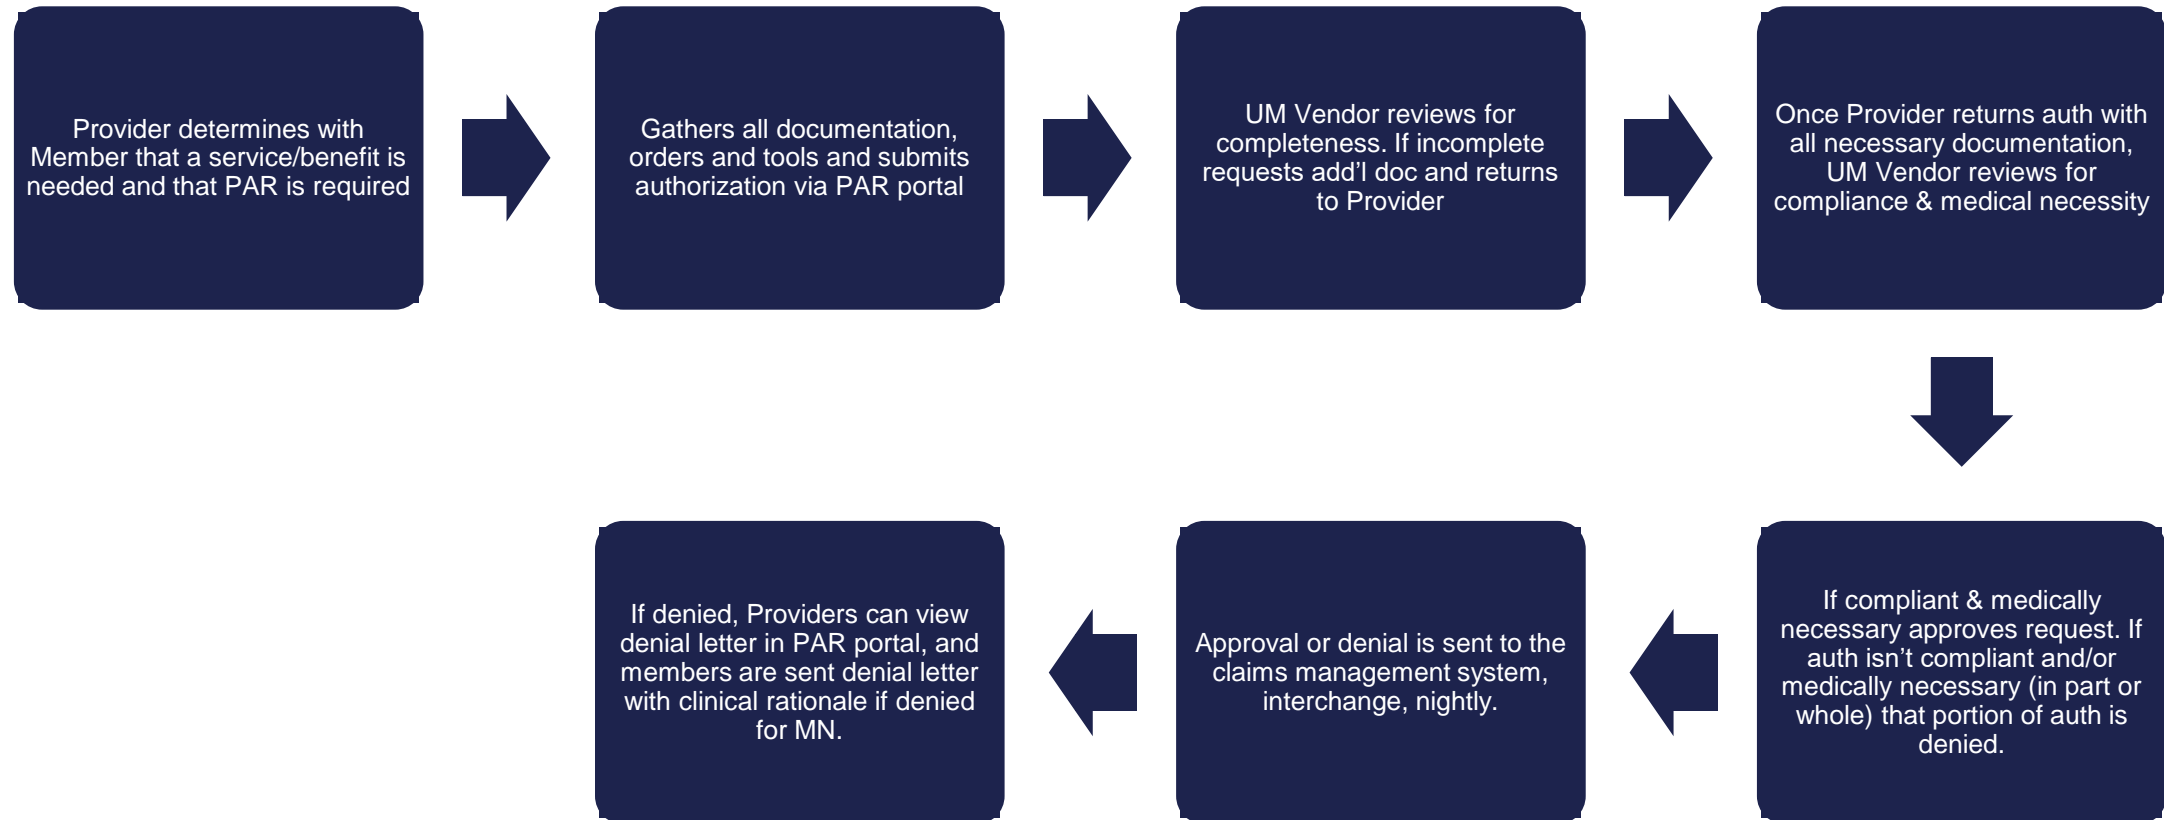 Provider determines with
Member that a service/benefit is
needed and that PAR is required
Gathers all documentation,
orders and tools and submits
authorization via PAR portal
UM Vendor reviews for
completeness. If incomplete
requests add’l doc and returns
to Provider
Once Provider returns auth with
all necessary documentation,
UM Vendor reviews for
compliance & medical necessity
If compliant & medically
necessary approves request. If
auth isn’t compliant and/or
medically necessary (in part or
whole) that portion of auth is
denied.
Approval or denial is sent to the
claims management system,
interchange, nightly.
If denied, Providers can view
denial letter in PAR portal, and
members are sent denial letter
with clinical rationale if denied
for MN.